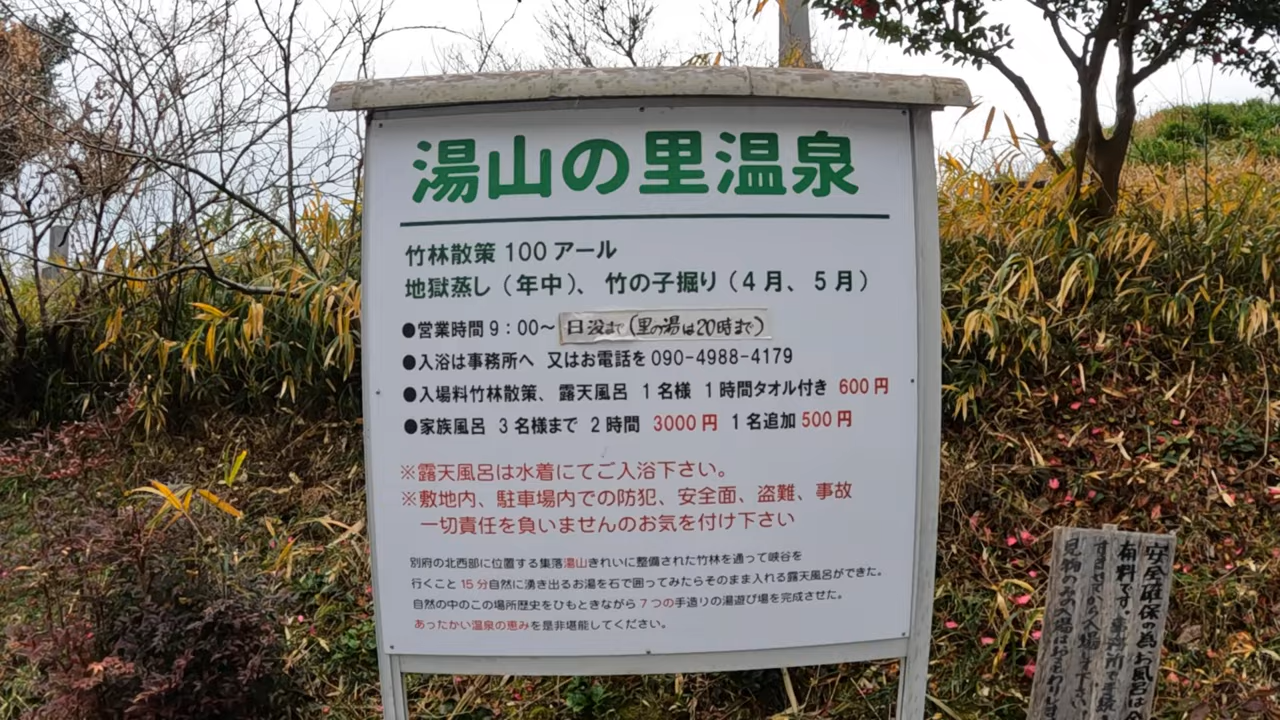 湯山の里温泉
竹林散策 100 アール
地獄蒸し（年中）、竹の子掘り（4月、5月）
●営業時間 9：00～ 日没まで（里の湯は20時まで）
●入浴は事務所へ 又はお電話を 090-4988-4179
●入場料竹林散策、露天風呂 1名様 1時間タオル付き 600円
●家族風呂 3名様まで 2時間 3000円 1名追加 500円
※露天風呂は水着にてご入浴下さい。
※敷地内、駐車場内での防犯、安全面、盗難、事故
一切責任を負いませんのお気を付け下さい
別府の北西部に位置する集落湯山きれいに整備された竹林を通って峡谷を
行くこと 15分自然に湧き出るお湯を石で囲ってみたらそのまま入れる露天風呂ができた。
自然の中のこの場所歴史をひもときながら７つの手造りの湯遊び場を完成させた。
あったかい温泉の恵みを是非堪能してください。
安全確保の為 お風呂は
有料です。
見物のみの場